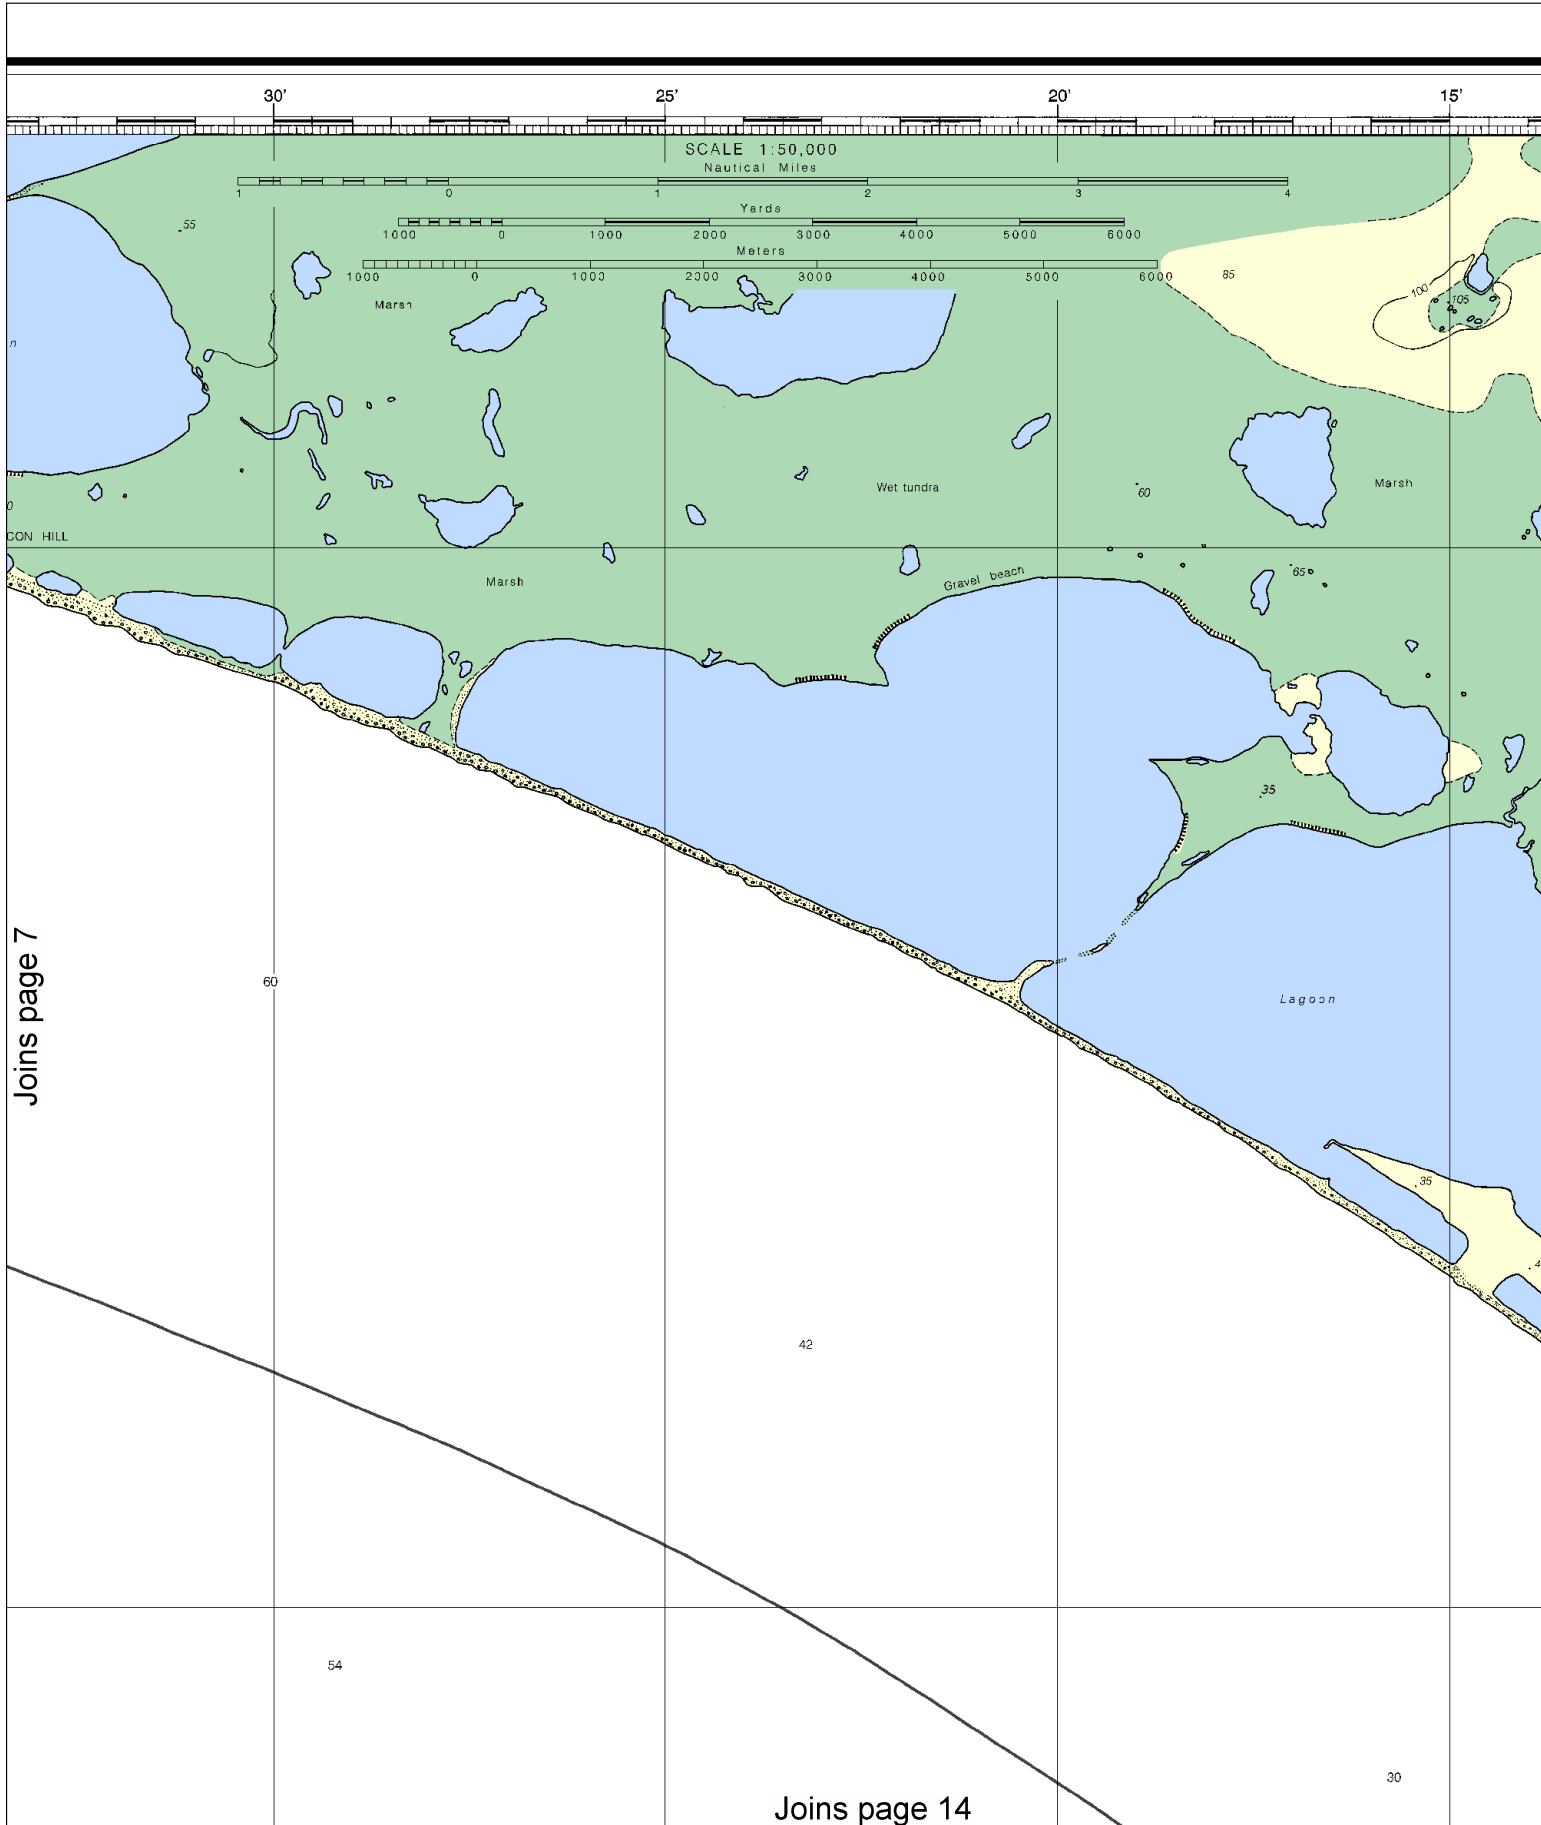 30' 25' 20' 15'
SCALE 1:50,000
Nautical Miles
1 0 1 2 3 4
Yards
1000 0 1000 2000 3000 4000 5000 6000
Meters
1000 0 1000 2000 3000 4000 5000 6000
55
85
100
105
Marsh
n
Wet tundra
60
Marsh
0
CON HILL
Marsh
Gravel beach
65
35
Joins page 7
60
Lagoon
35
4
42
54
30
Joins page 14